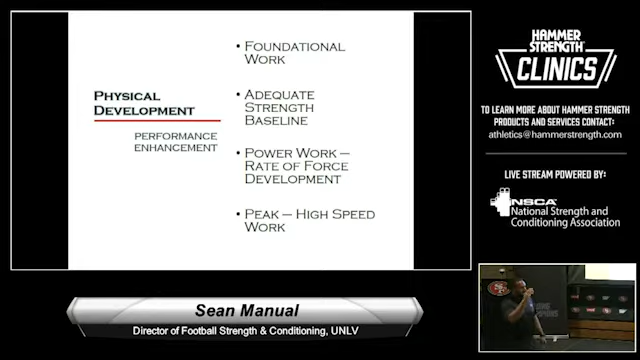 • Foundational
Work
Physical
Development
performance
enhancement
• Adequate
Strength
Baseline
• Power Work –
Rate of Force
Development
• Peak – High Speed
Work
HAMMER
STRENGTH
CLINICS
TO LEARN MORE ABOUT HAMMER STRENGTH
PRODUCTS AND SERVICES CONTACT:
athletics@hammerstrength.com
LIVE STREAM POWERED BY:
NSCA
National Strength and
Conditioning Association
Sean Manual
Director of Football Strength & Conditioning, UNLV